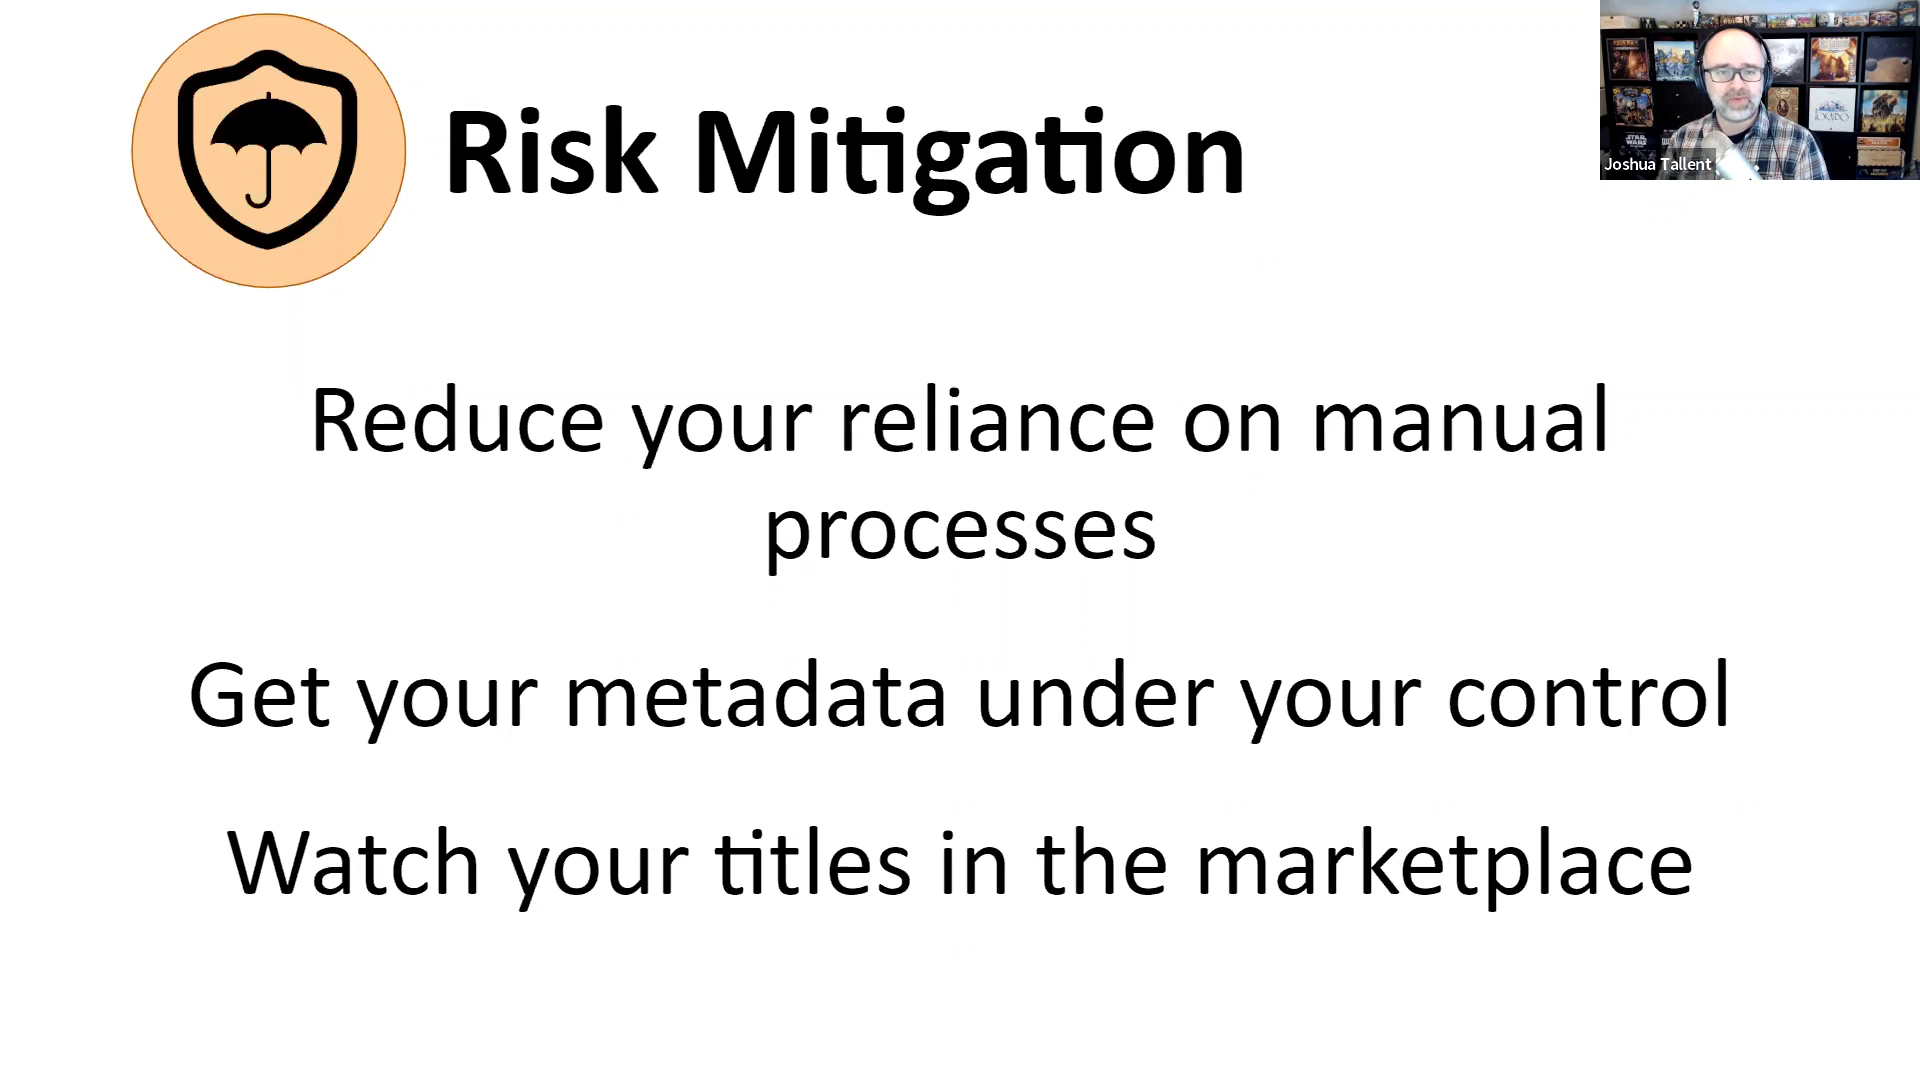 Risk Mitigation
Joshua Tallent
Reduce your reliance on manual
processes
Get your metadata under your control
Watch your titles in the marketplace